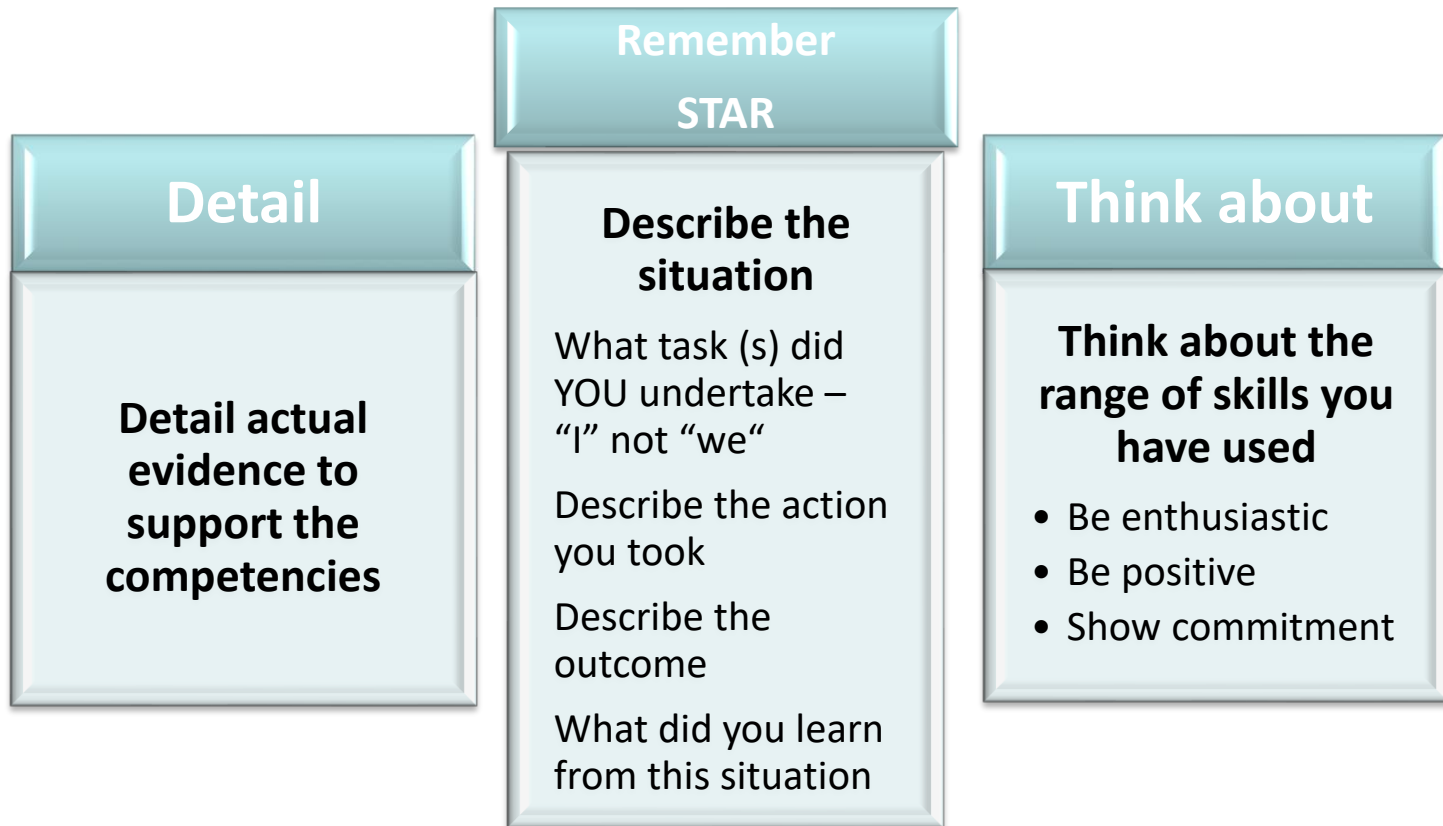 Detail
Detail actual
evidence to
support the
competencies
Remember
STAR
Describe the
situation
What task (s) did
YOU undertake –
“I” not “we“
Describe the action
you took
Describe the
outcome
What did you learn
from this situation
Think about
Think about the
range of skills you
have used
• Be enthusiastic
• Be positive
• Show commitment